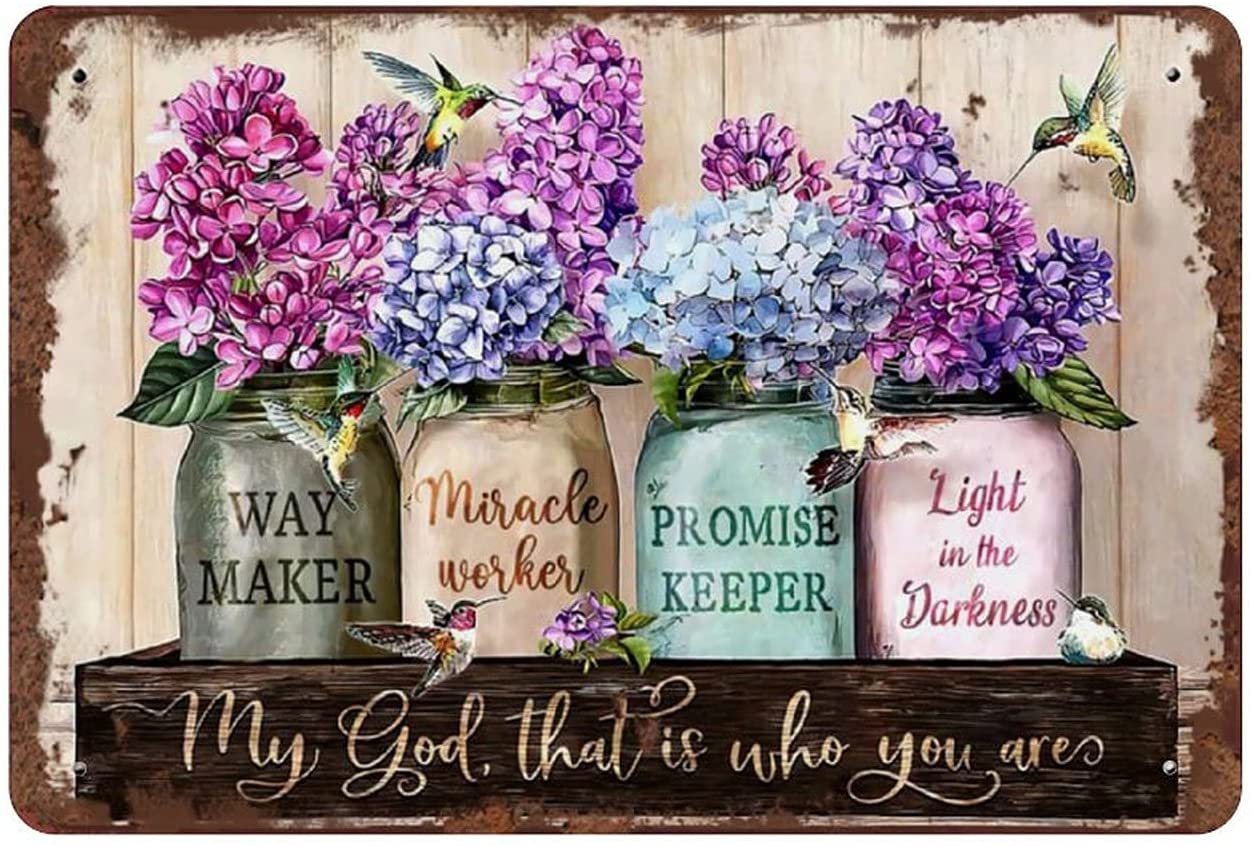 WAY
MAKER
Miracle
worker
PROMISE
KEEPER
Light
in the
Darkness
My God, that is who you are